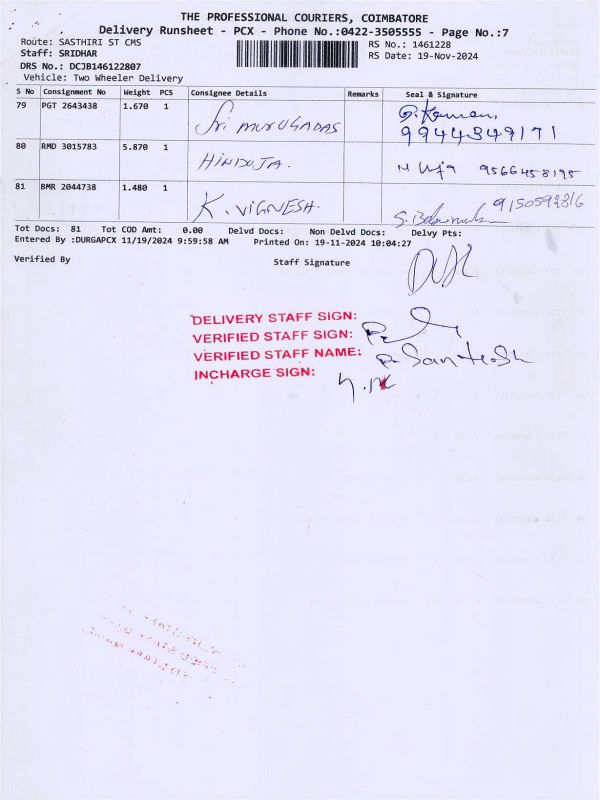 THE PROFESSIONAL COURIERS, COIMBATORE
Delivery Runsheet - PCX - Phone No.:0422-3505555 - Page No.:7
Route: SASTHIRI ST CMS
RS No.: 1461228
Staff: SRIDHAR
RS Date: 19-Nov-2024
DRS No.: DCJB146122807
Vehicle: Two Wheeler Delivery
S No Consignment No Weight PCS Consignee Details Remarks Seal & Signature
79 PGT 2643438 1.670 1
Sri MURUGADAS
9944849171
80 RMD 3015783 5.870 1
HINDUJA. 9566458195
81 BMR 2044738 1.480 1
K. VIGNESH. 9150592816
Tot Docs: 81 Tot COD Amt: 0.00 Delvd Docs: Non Delvd Docs: Delvy Pts:
Entered By :DURGAPCX 11/19/2024 9:59:58 AM Printed On: 19-11-2024 10:04:27
Verified By Staff Signature
DELIVERY STAFF SIGN:
VERIFIED STAFF SIGN:
VERIFIED STAFF NAME: P. Santhosh
INCHARGE SIGN: